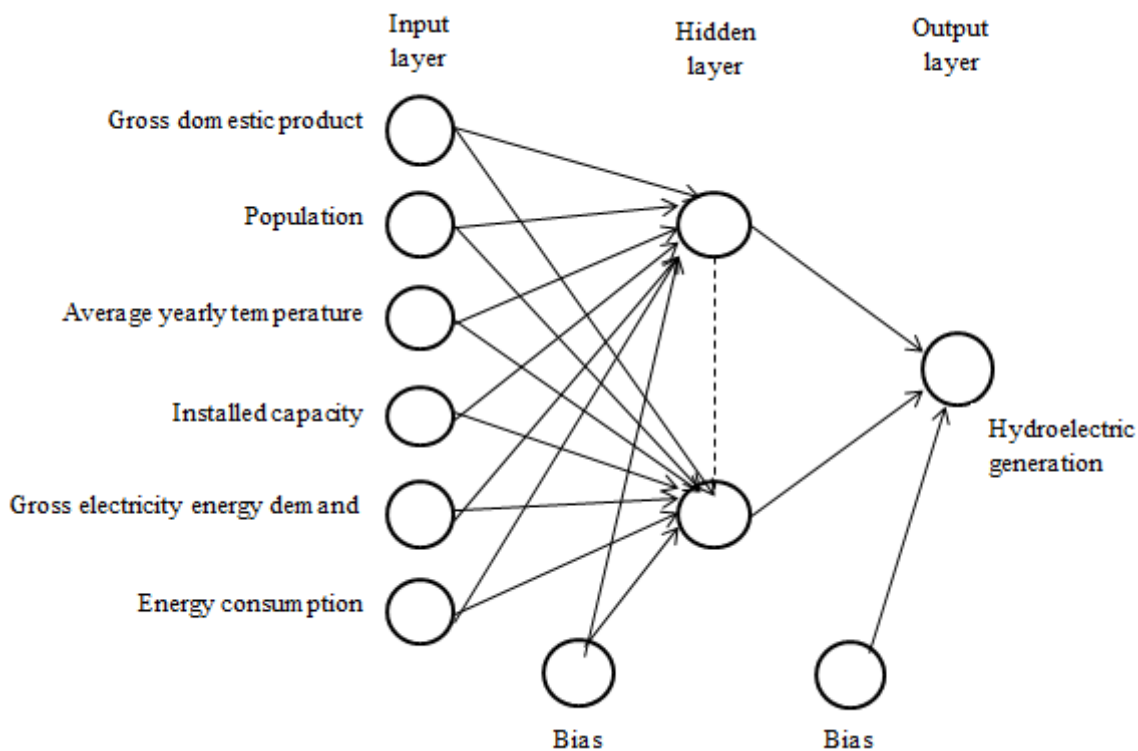 Input
layer
Hidden
layer
Output
layer
Gross domestic product
Population
Average yearly temperature
Installed capacity
Gross electricity energy demand
Energy consumption
Hydroelectric
generation
Bias
Bias